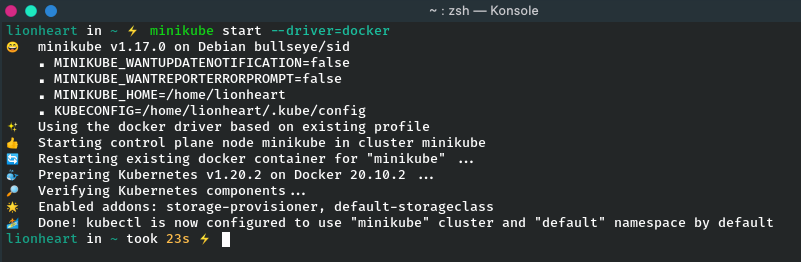 ~ : zsh — Konsole
lionheart in ~ ⚡ minikube start --driver=docker
😄 minikube v1.17.0 on Debian bullseye/sid
▪ MINIKUBE_WANTUPDATENOTIFICATION=false
▪ MINIKUBE_WANTREPORTERRORPROMPT=false
▪ MINIKUBE_HOME=/home/lionheart
▪ KUBECONFIG=/home/lionheart/.kube/config
✨ Using the docker driver based on existing profile
👍 Starting control plane node minikube in cluster minikube
🔄 Restarting existing docker container for "minikube" ...
🐳 Preparing Kubernetes v1.20.2 on Docker 20.10.2 ...
🔎 Verifying Kubernetes components...
🌟 Enabled addons: storage-provisioner, default-storageclass
🏄 Done! kubectl is now configured to use "minikube" cluster and "default" namespace by default
lionheart in ~ took 23s ⚡